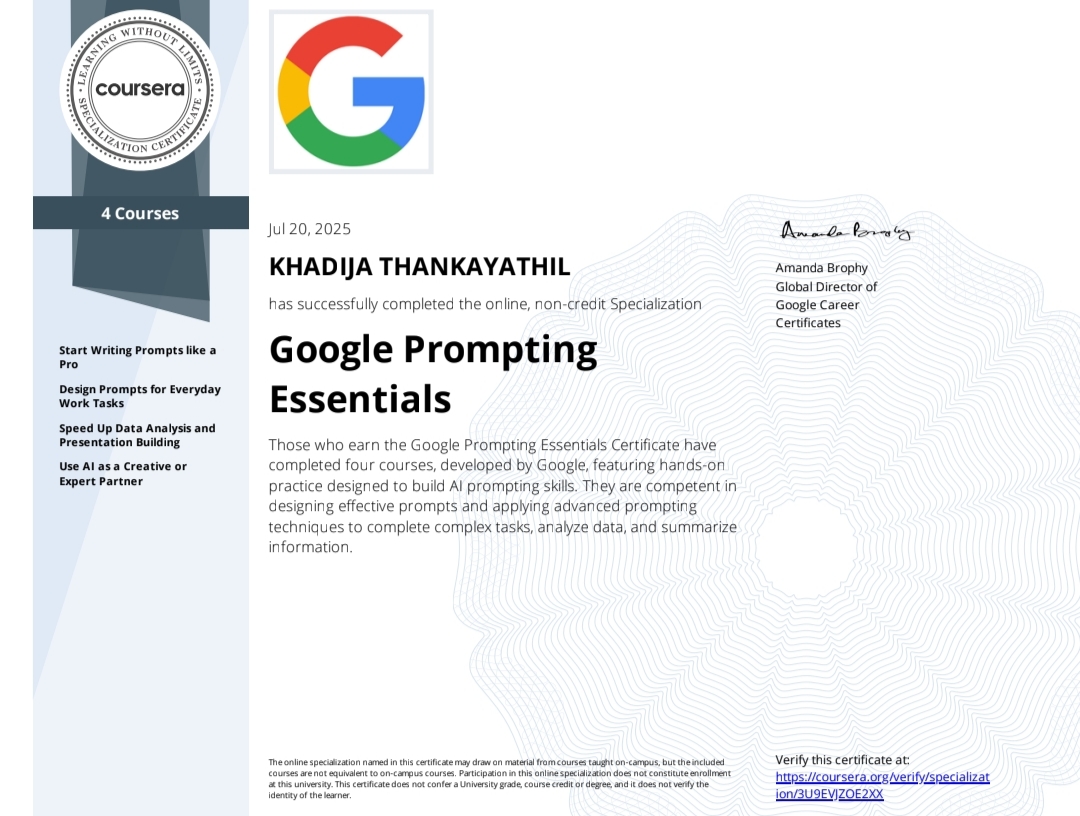 LEARNING WITHOUT LIMITS
coursera
SPECIALIZATION CERTIFICATE
4 Courses
Start Writing Prompts like a
Pro
Design Prompts for Everyday
Work Tasks
Speed Up Data Analysis and
Presentation Building
Use AI as a Creative or
Expert Partner
G
Jul 20, 2025
KHADIJA THANKAYATHIL
has successfully completed the online, non-credit Specialization
Google Prompting
Essentials
Those who earn the Google Prompting Essentials Certificate have
completed four courses, developed by Google, featuring hands-on
practice designed to build AI prompting skills. They are competent in
designing effective prompts and applying advanced prompting
techniques to complete complex tasks, analyze data, and summarize
information.
Amanda Brophy
Amanda Brophy
Global Director of
Google Career
Certificates
The online specialization named in this certificate may draw on material from courses taught on-campus, but the included
courses are not equivalent to on-campus courses. Participation in this online specialization does not constitute enrollment
at this university. This certificate does not confer a University grade, course credit or degree, and it does not verify the
identity of the learner.
Verify this certificate at:
https://coursera.org/verify/specializat
ion/3U9EVJZOE2XX